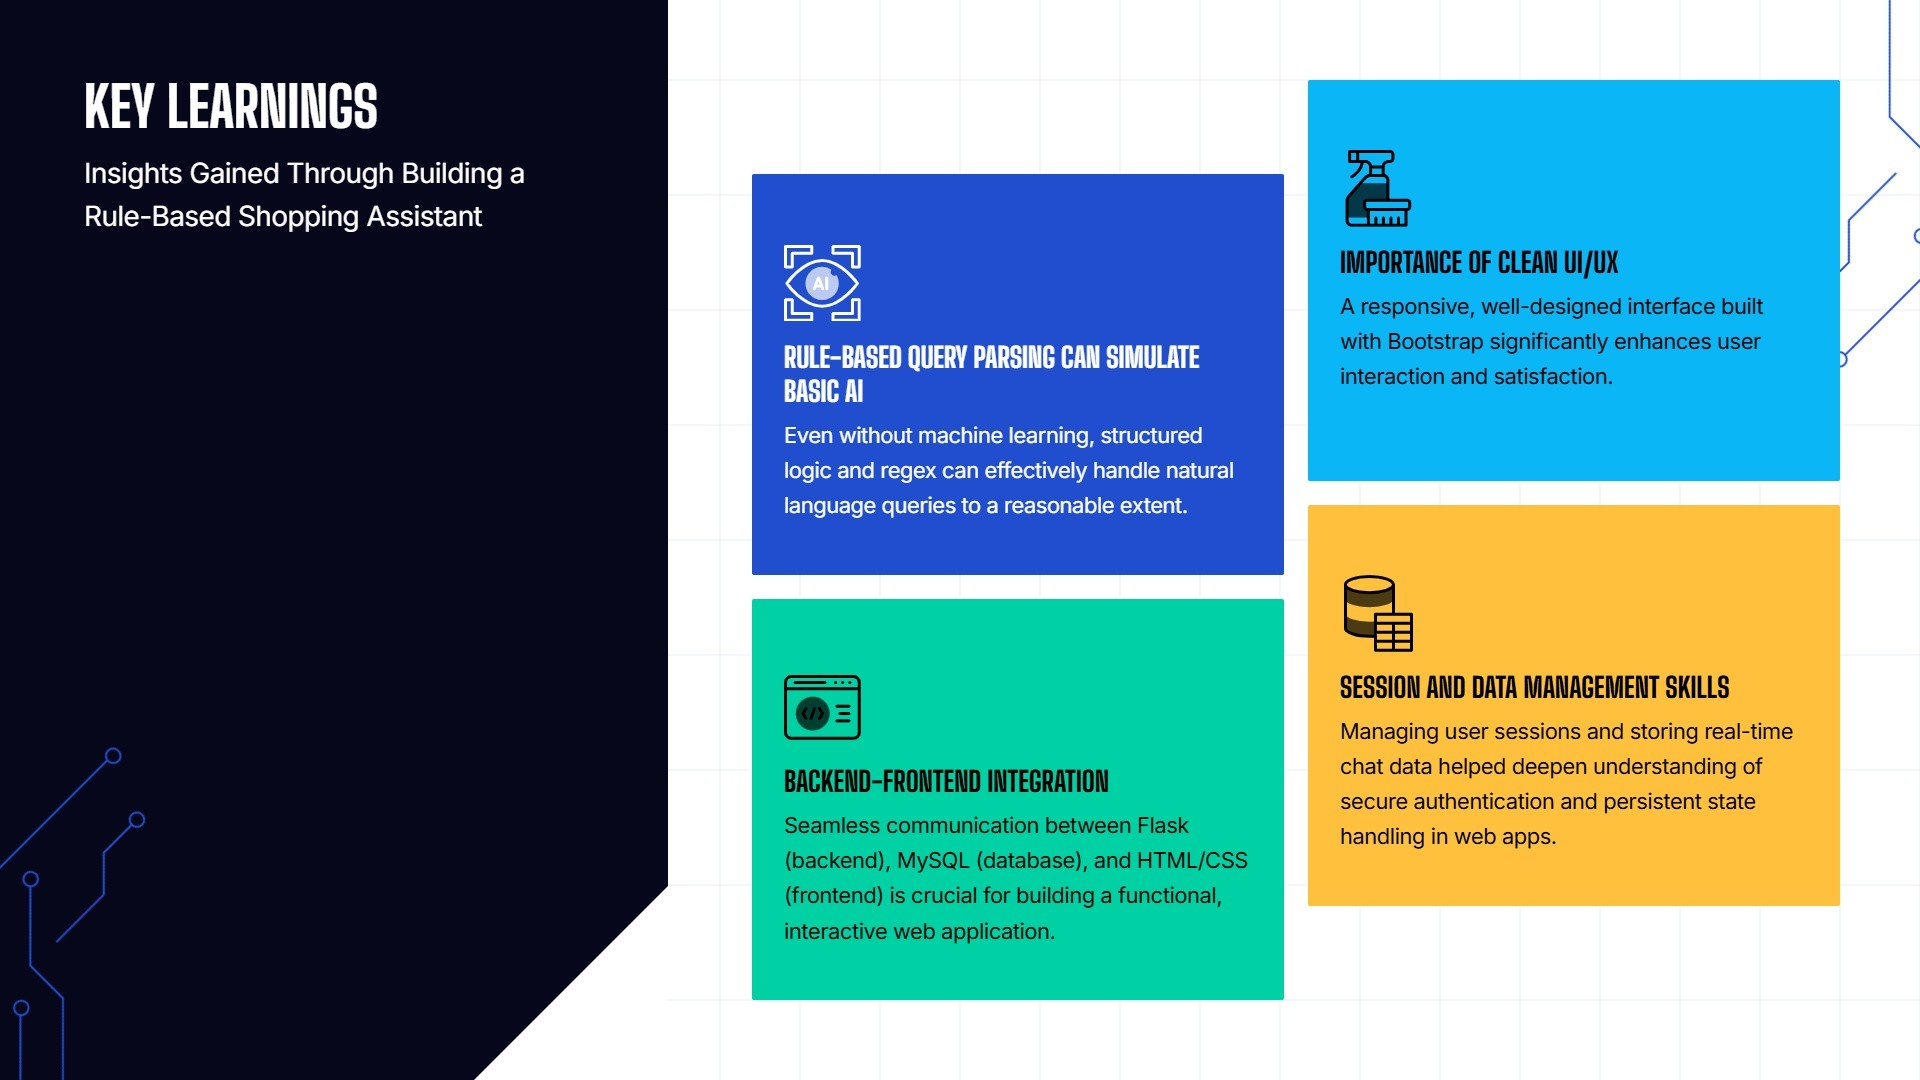 KEY LEARNINGS
Insights Gained Through Building a
Rule-Based Shopping Assistant
AI
RULE-BASED QUERY PARSING CAN SIMULATE
BASIC AI
Even without machine learning, structured
logic and regex can effectively handle natural
language queries to a reasonable extent.
</>
BACKEND-FRONTEND INTEGRATION
Seamless communication between Flask
(backend), MySQL (database), and HTML/CSS
(frontend) is crucial for building a functional,
interactive web application.
IMPORTANCE OF CLEAN UI/UX
A responsive, well-designed interface built
with Bootstrap significantly enhances user
interaction and satisfaction.
SESSION AND DATA MANAGEMENT SKILLS
Managing user sessions and storing real-time
chat data helped deepen understanding of
secure authentication and persistent state
handling in web apps.